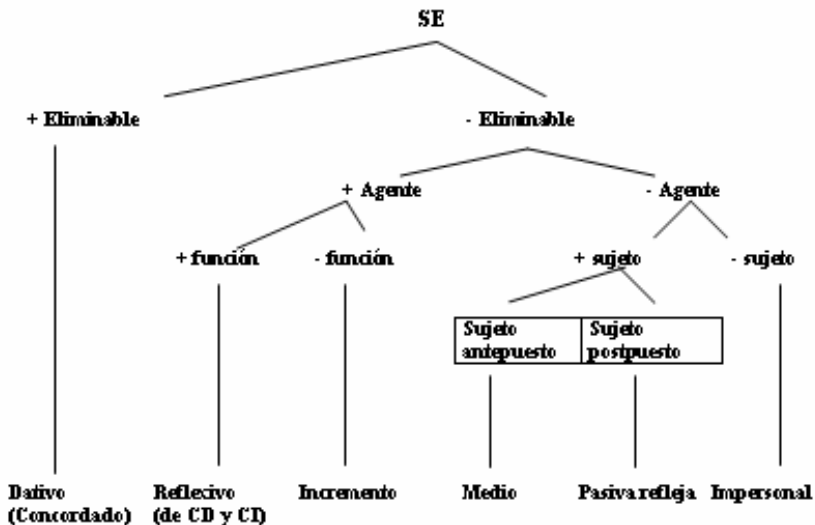 SE
+ Eliminable
- Eliminable
+ Agente
- Agente
+ función
- función
+ sujeto
- sujeto
Sujeto
antepuesto
Sujeto
postpuesto
Dativo
(Concordado)
Reflexivo
(de CD y CI)
Incremento
Medio
Pasiva refleja
Impersonal